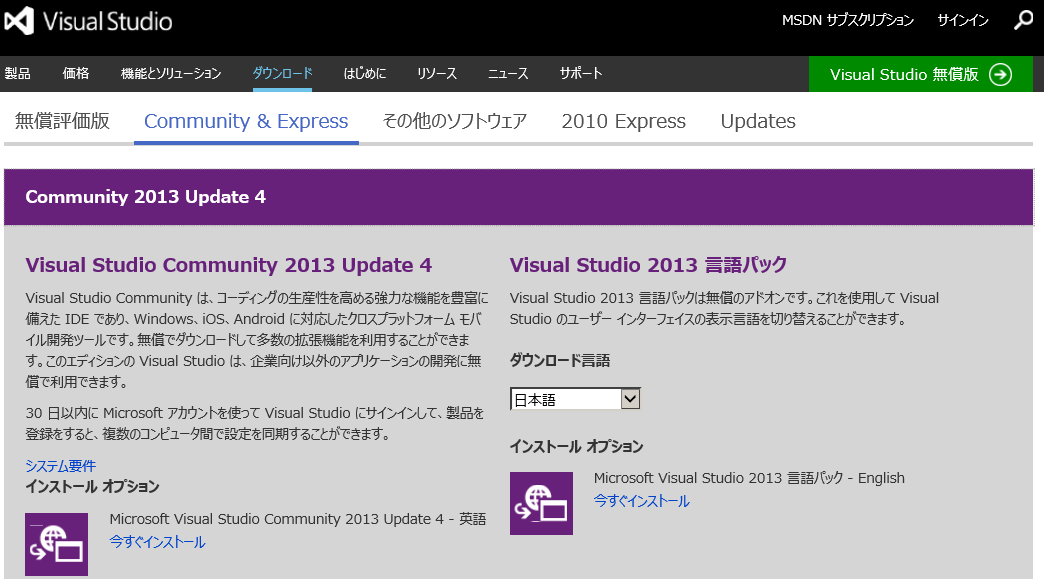 Visual Studio
MSDN サブスクリプション サインイン
製品 価格 機能とソリューション ダウンロード はじめに リソース ニュース サポート
Visual Studio 無償版
無償評価版 Community & Express その他のソフトウェア 2010 Express Updates
Community 2013 Update 4
Visual Studio Community 2013 Update 4
Visual Studio Community は、コーディングの生産性を高める強力な機能を豊富に
備えた IDE であり、Windows、iOS、Android に対応したクロスプラットフォーム モバ
イル開発ツールです。無償でダウンロードして多数の拡張機能を利用することができま
す。このエディションの Visual Studio は、企業向け以外のアプリケーションの開発に無
償で利用できます。
30 日以内に Microsoft アカウントを使って Visual Studio にサインインして、製品を
登録をすると、複数のコンピュータ間で設定を同期することができます。
システム要件
インストール オプション
Microsoft Visual Studio Community 2013 Update 4 - 英語
今すぐインストール
Visual Studio 2013 言語パック
Visual Studio 2013 言語パックは無償のアドオンです。これを使用して Visual
Studio のユーザー インターフェイスの表示言語を切り替えることができます。
ダウンロード言語
日本語
インストール オプション
Microsoft Visual Studio 2013 言語パック - English
今すぐインストール